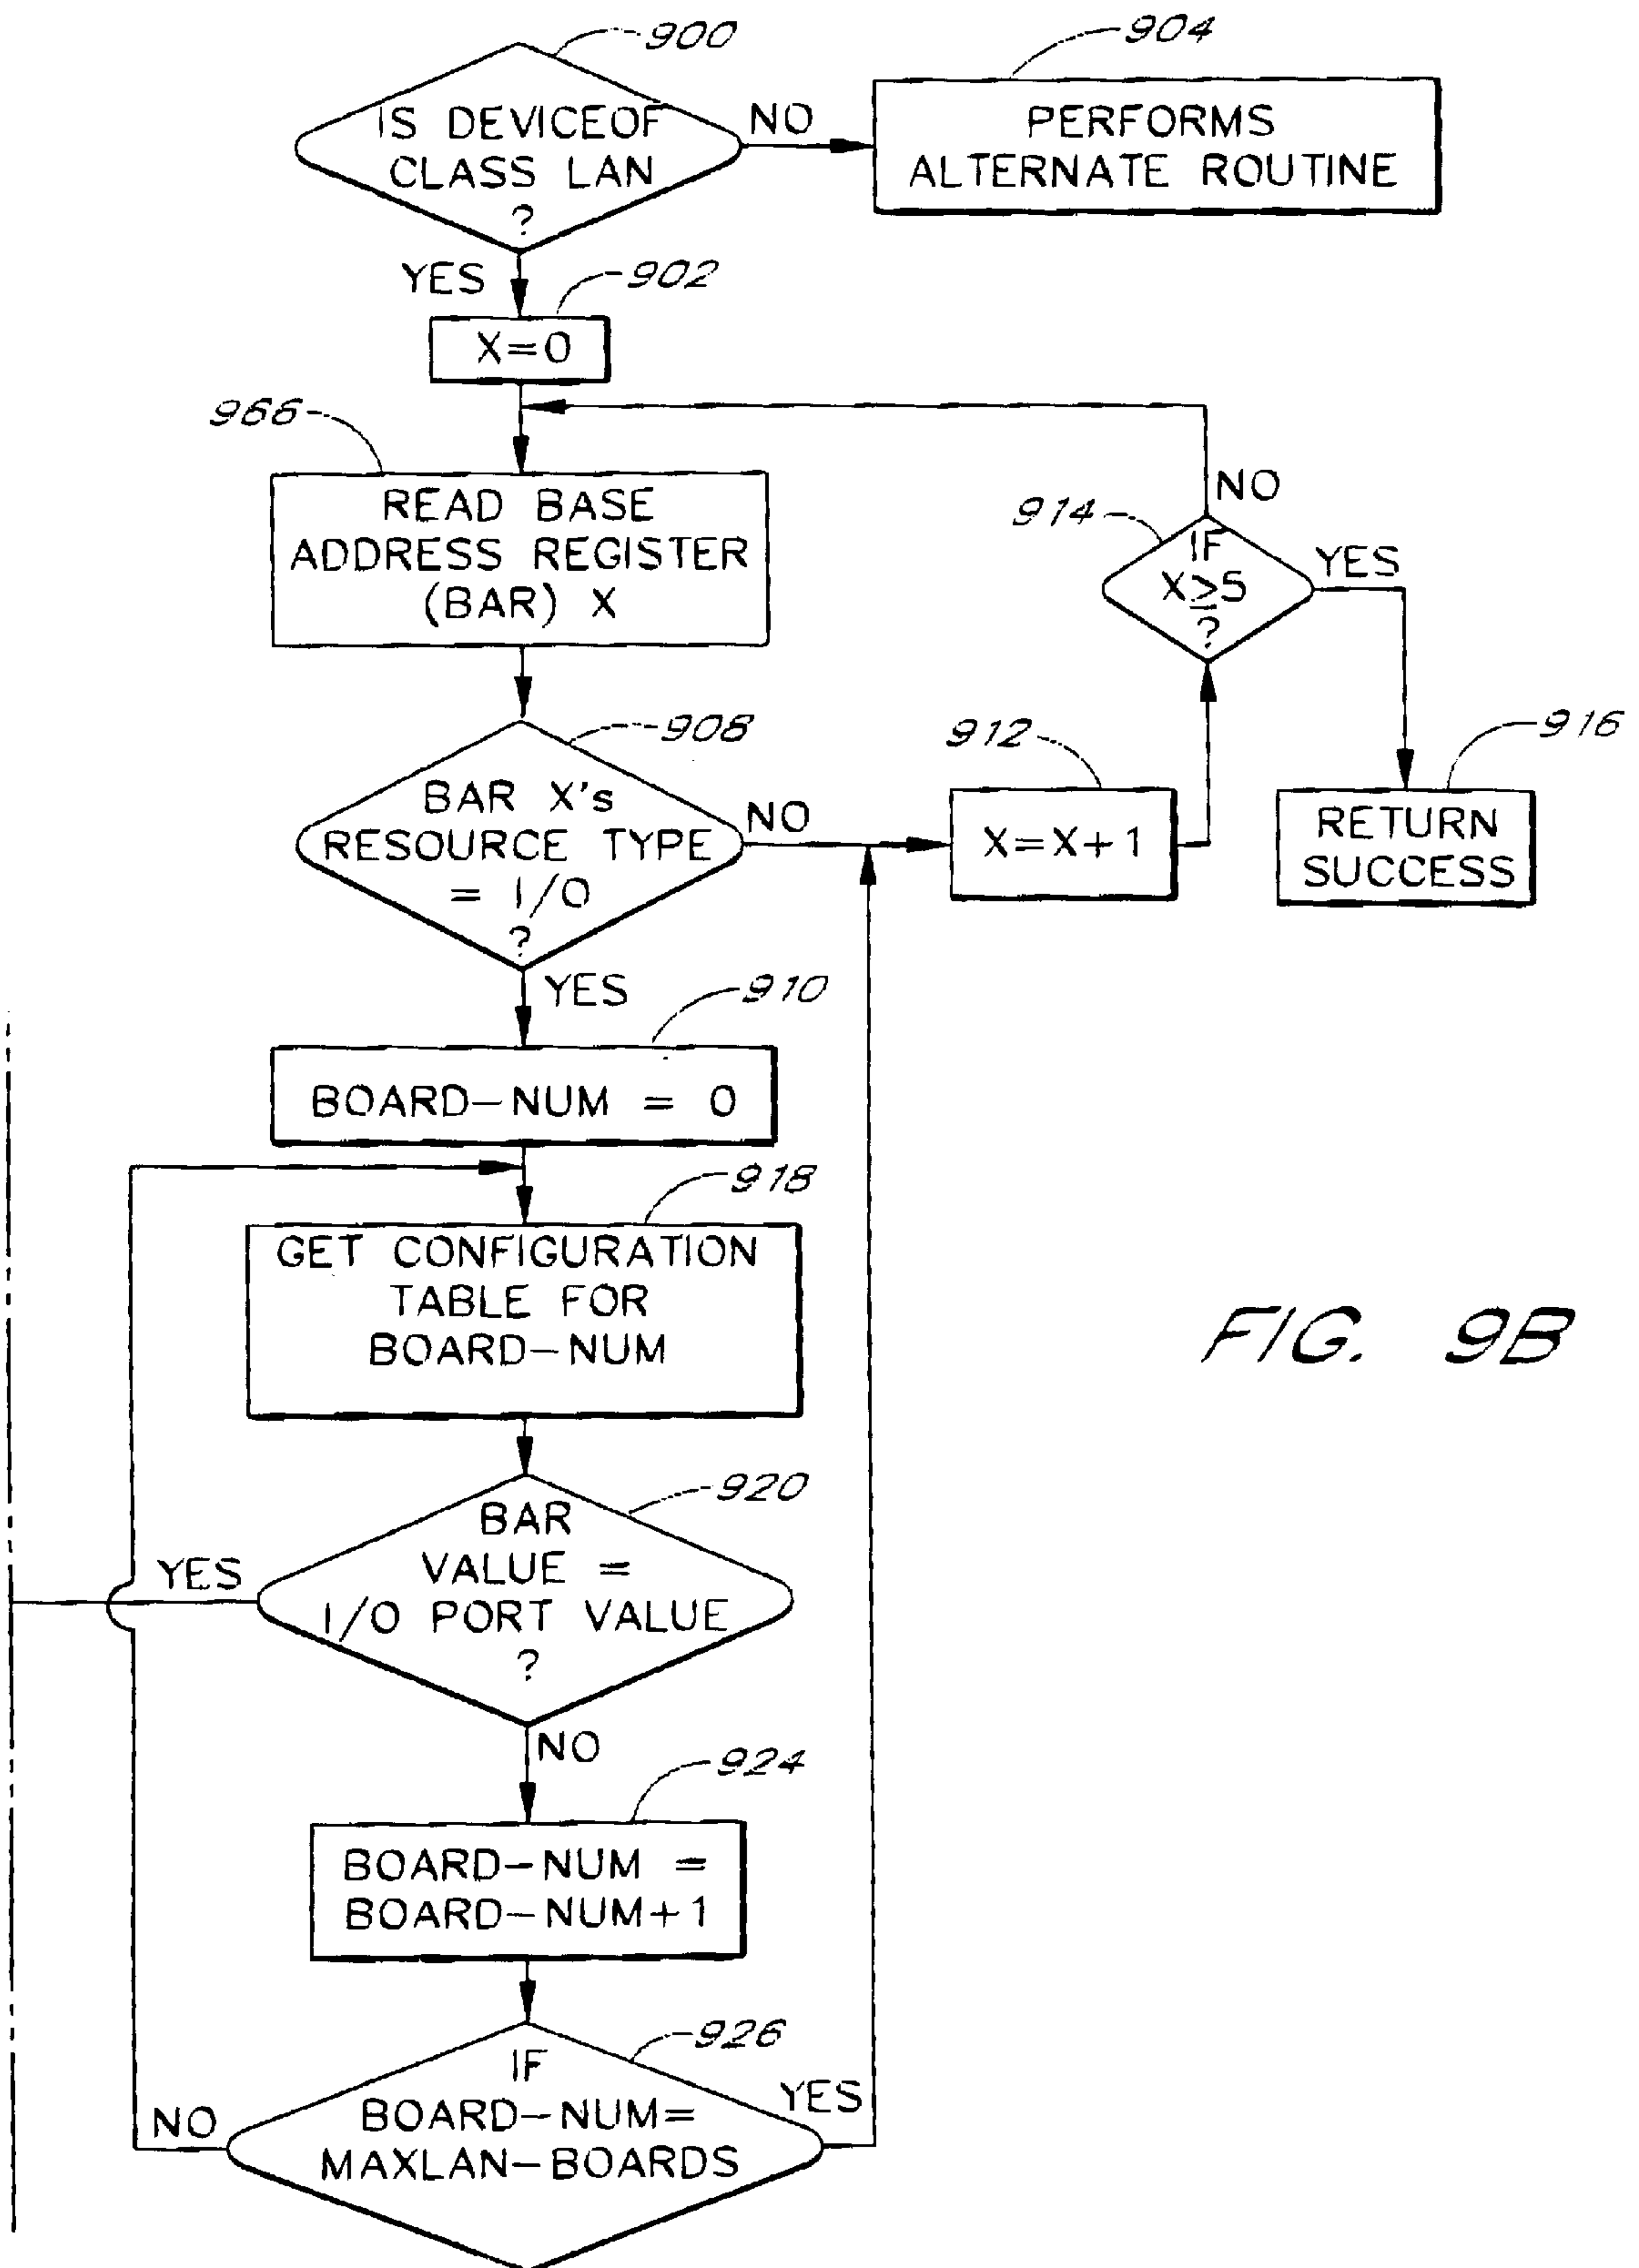 900
IS DEVICEOF
CLASS LAN
?
NO
904
PERFORMS
ALTERNATE ROUTINE
YES
902
X=0
966
READ BASE
ADDRESS REGISTER
(BAR) X
NO
914
IF
X≥5
?
YES
908
BAR X's
RESOURCE TYPE
= I/O
?
NO
912
X=X+1
916
RETURN
SUCCESS
YES
910
BOARD-NUM = 0
918
GET CONFIGURATION
TABLE FOR
BOARD-NUM
FIG. 9B
920
BAR
VALUE =
I/O PORT VALUE
?
YES
NO
924
BOARD-NUM =
BOARD-NUM+1
926
IF
BOARD-NUM=
MAXLAN-BOARDS
NO
YES